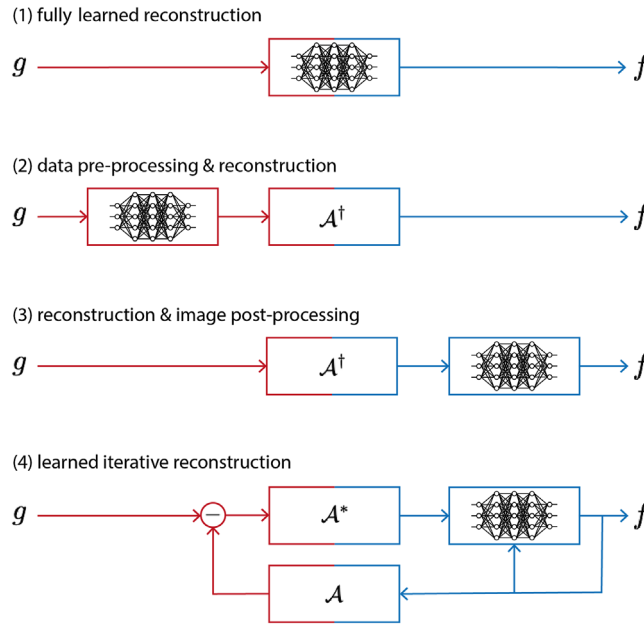 (1) fully learned reconstruction
g f
(2) data pre-processing & reconstruction
g 𝒜† f
(3) reconstruction & image post-processing
g 𝒜† f
(4) learned iterative reconstruction
g − 𝒜* f
𝒜